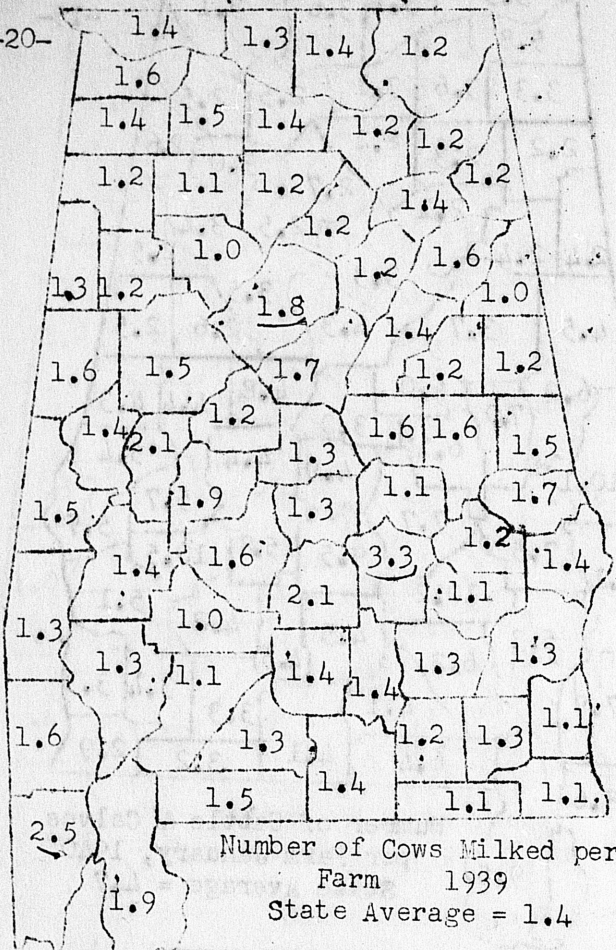 -20-
1.4 1.3 1.4 1.2
1.6
1.4 1.5 1.4 1.2 1.2
1.2 1.1 1.2 1.4 1.2
1.0 1.2 1.2 1.6
1.3 1.2 1.8 1.0
1.4
1.6 1.5 1.7 1.2 1.2
1.4 2.1 1.2 1.3 1.6 1.6 1.5
1.5 1.9 1.3 1.1 1.7
1.4 1.6 3.3 1.2 1.4
2.1 1.1
1.3 1.0
1.3 1.1 1.4 1.4 1.3 1.3
1.6 1.3 1.2 1.3 1.1
1.5 1.4 1.1 1.1
2.5
1.9
Number of Cows Milked per
Farm 1939
State Average = 1.4